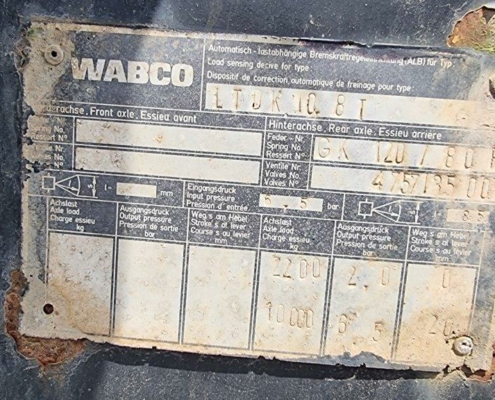 WABCO
Automatisch-lastabhängige Bremskraftregeleinrichtung (ALB) für Typ
Load sensing device for type:
Dispositif de correction automatique de freinage pour type:
Hinterachse, Rear axle, Essieu arrière
Front axle, Essieu avant
Feder-Nr.
Spring No.
Ressort N°
GK 120 / 80
Ventile Nr.
Valves No.
Valves N°
475/135 00
mm
Eingangsdruck
Input pressure
Pression d'entrée
6,5
bar
Achslast
Axle load
Charge essieu
kg
Ausgangsdruck
Output pressure
Pression de sortie
bar
Weg s am Hebel
Stroke s at lever
Course s au levier
mm
Achslast
Axle load
Charge essieu
Ausgangsdruck
Output pressure
Pression de sortie
bar
Weg s am Hebel
Stroke s at lever
Course s au levier
mm
2200 2,0 0
10000 6,5